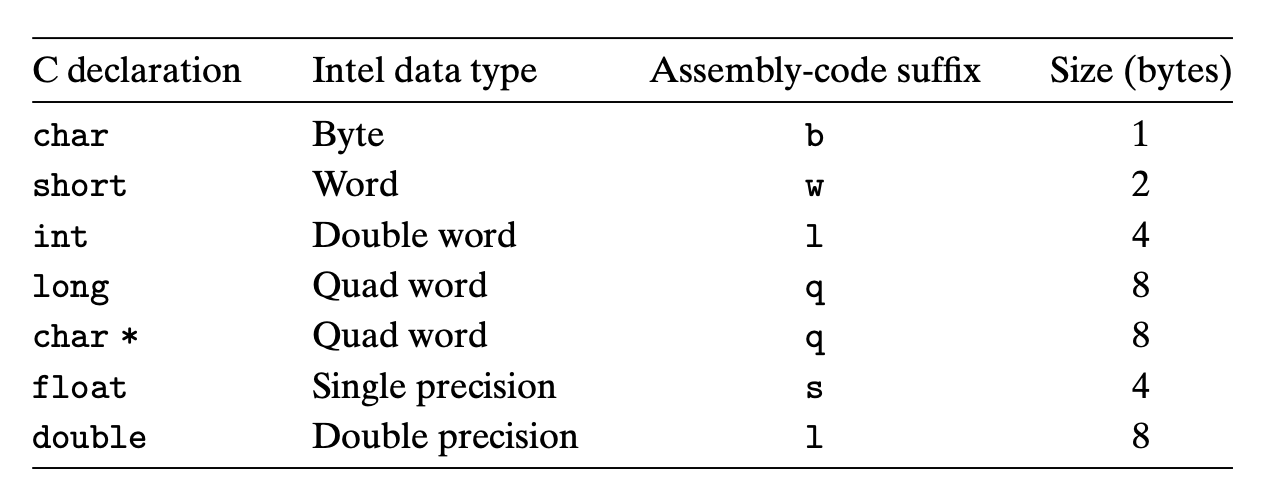 C declaration Intel data type Assembly-code suffix Size (bytes)
char Byte b 1
short Word w 2
int Double word l 4
long Quad word q 8
char * Quad word q 8
float Single precision s 4
double Double precision l 8